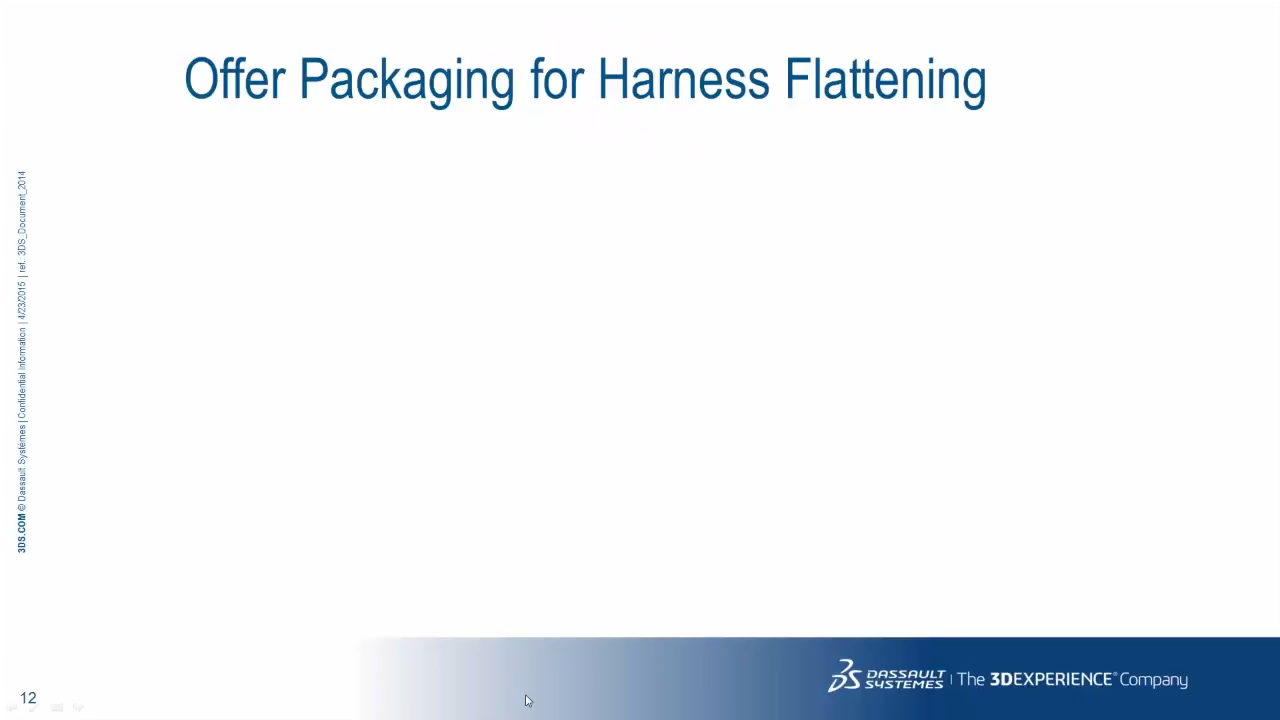 Offer Packaging for Harness Flattening
3DS.COM © Dassault Systèmes | Confidential Information | 4/23/2015 | ref.: 3DS_Document_2014
DASSAULT SYSTEMES | The 3DEXPERIENCE® Company
12